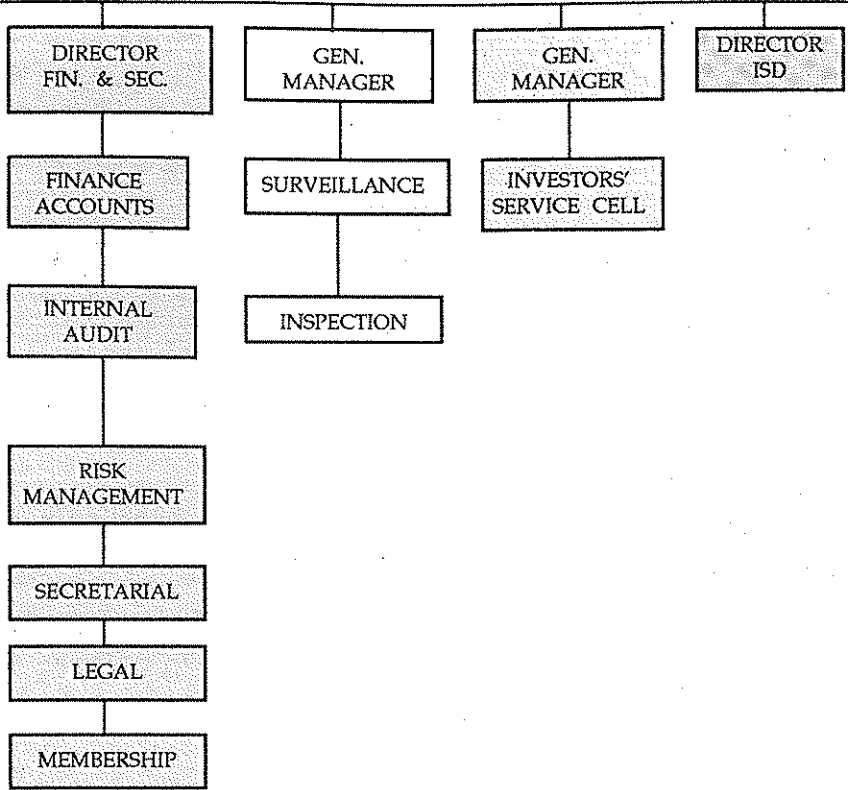 DIRECTOR
FIN. & SEC.
GEN.
MANAGER
GEN.
MANAGER
DIRECTOR
ISD
FINANCE
ACCOUNTS
SURVEILLANCE
INVESTORS'
SERVICE CELL
INTERNAL
AUDIT
INSPECTION
RISK
MANAGEMENT
SECRETARIAL
LEGAL
MEMBERSHIP